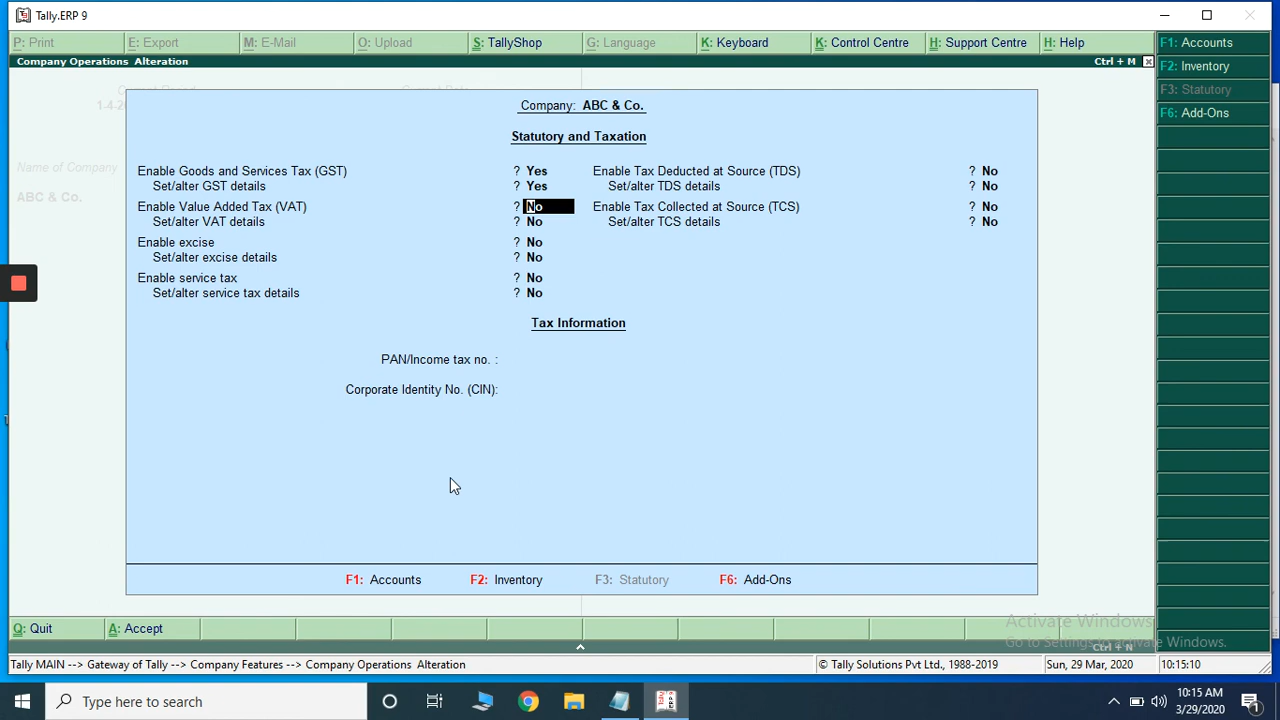 Tally.ERP 9
P: Print E: Export M: E-Mail O: Upload S: TallyShop G: Language K: Keyboard K: Control Centre H: Support Centre H: Help
F1: Accounts
F2: Inventory
F3: Statutory
F6: Add-Ons
Company Operations Alteration Ctrl + M
Name of Company
ABC & Co.
Company: ABC & Co.
Statutory and Taxation
Enable Goods and Services Tax (GST) ? Yes
Set/alter GST details ? Yes
Enable Value Added Tax (VAT) ? No
Set/alter VAT details ? No
Enable excise ? No
Set/alter excise details ? No
Enable service tax ? No
Set/alter service tax details ? No
Enable Tax Deducted at Source (TDS) ? No
Set/alter TDS details ? No
Enable Tax Collected at Source (TCS) ? No
Set/alter TCS details ? No
Tax Information
PAN/Income tax no. :
Corporate Identity No. (CIN):
F1: Accounts F2: Inventory F3: Statutory F6: Add-Ons
Q: Quit A: Accept
Activate Windows
Go to Settings to activate Windows.
Ctrl + N
Tally MAIN --> Gateway of Tally --> Company Features --> Company Operations Alteration
© Tally Solutions Pvt Ltd., 1988-2019 Sun, 29 Mar, 2020 10:15:10
Type here to search
10:15 AM
3/29/2020
1